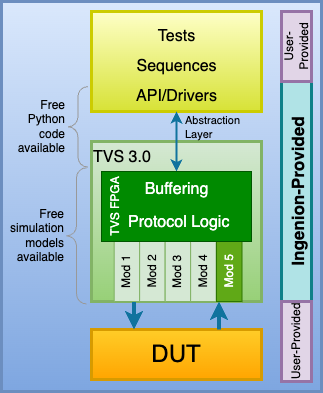 Tests
Sequences
API/Drivers
User-
Provided
Free
Python
code
available
Abstraction
Layer
TVS 3.0
TVS FPGA
Buffering
Protocol Logic
Ingenion-Provided
Free
simulation
models
available
Mod 1
Mod 2
Mod 3
Mod 4
Mod 5
DUT
User-Provided